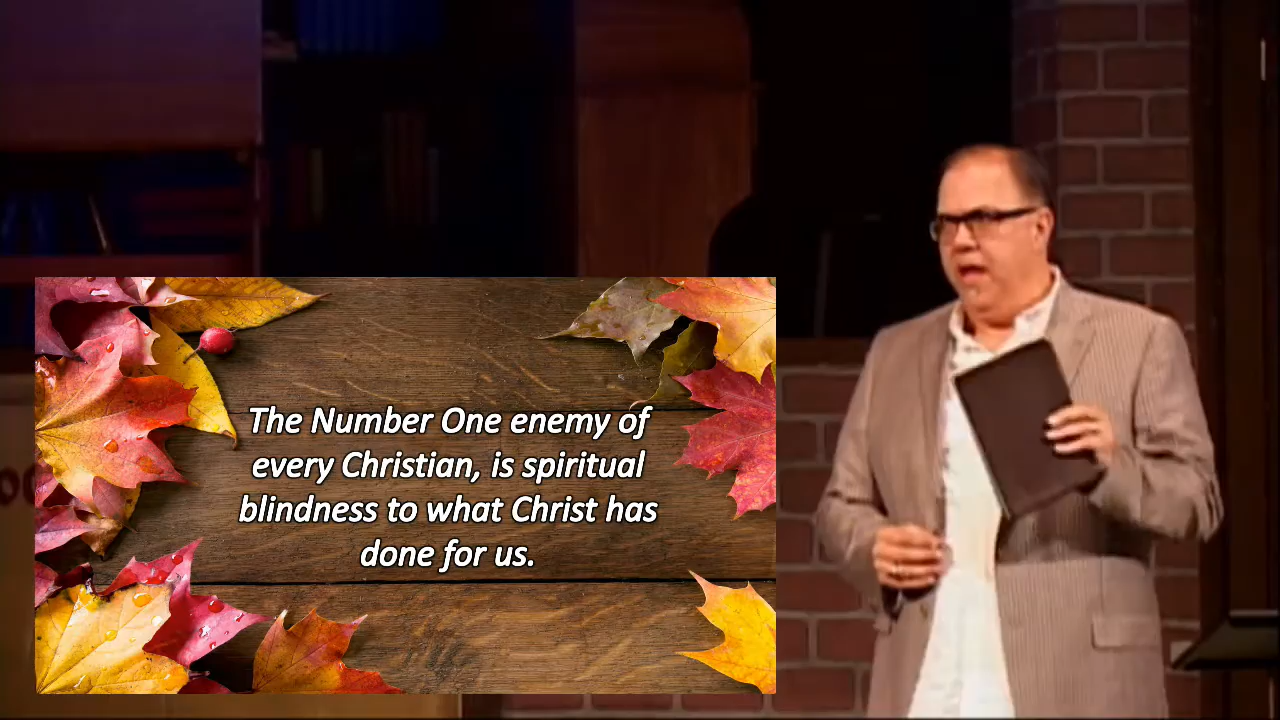 The Number One enemy of
every Christian, is spiritual
blindness to what Christ has
done for us.